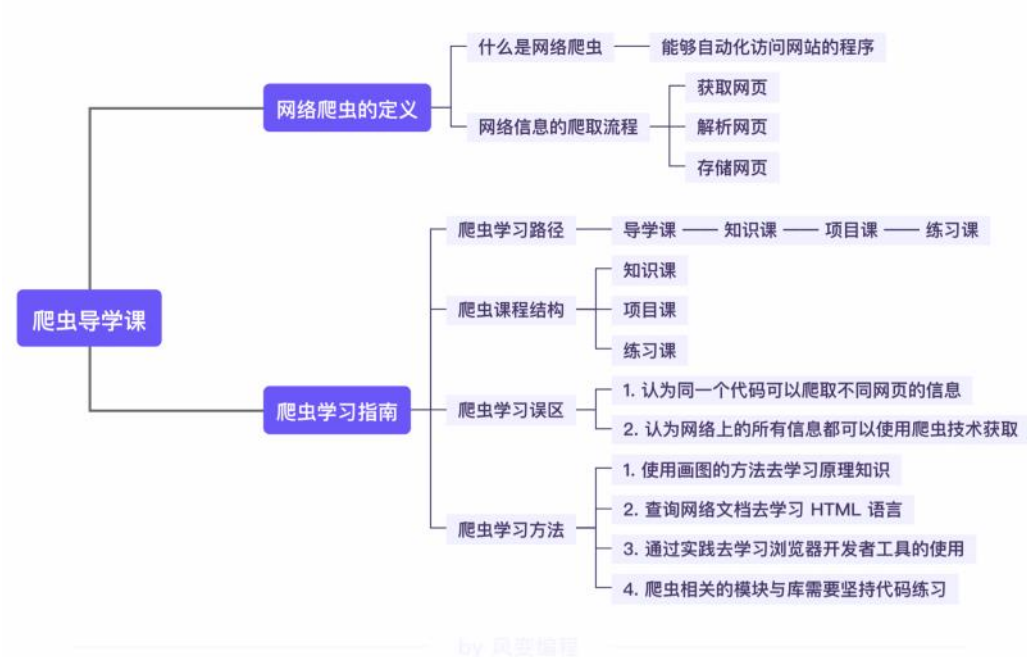 什么是网络爬虫
能够自动化访问网站的程序
网络爬虫的定义
获取网页
网络信息的爬取流程
解析网页
存储网页
爬虫导学课
爬虫学习路径
导学课
知识课
项目课
练习课
爬虫课程结构
知识课
项目课
练习课
爬虫学习指南
爬虫学习误区
1. 认为同一个代码可以爬取不同网页的信息
2. 认为网络上的所有信息都可以使用爬虫技术获取
爬虫学习方法
1. 使用画图的方法去学习原理知识
2. 查询网络文档去学习 HTML 语言
3. 通过实践去学习浏览器开发者工具的使用
4. 爬虫相关的模块与库需要坚持代码练习
by 风变编程